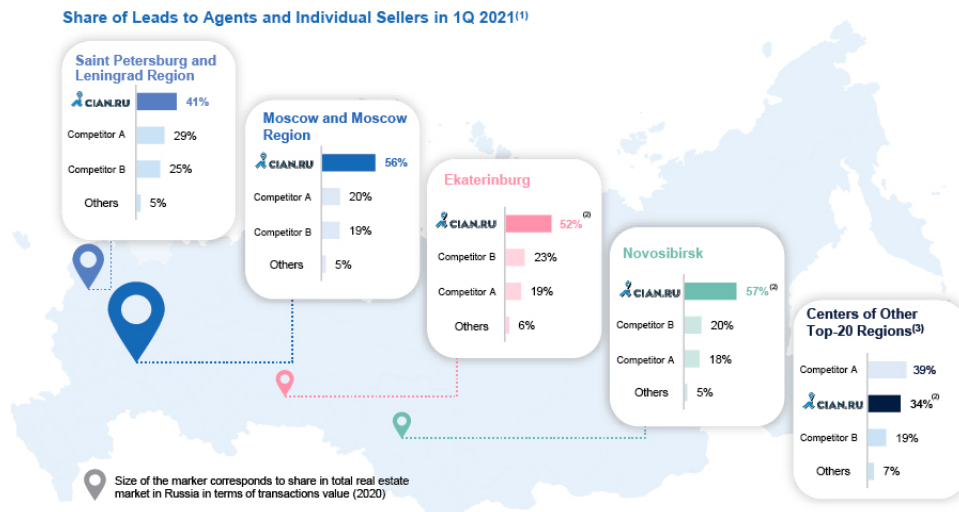 Share of Leads to Agents and Individual Sellers in 1Q 2021(1)
Saint Petersburg and
Leningrad Region
CIAN.RU 41%
Competitor A 29%
Competitor B 25%
Others 5%
Moscow and Moscow
Region
CIAN.RU 56%
Competitor A 20%
Competitor B 19%
Others 5%
Ekaterinburg
CIAN.RU 52%(2)
Competitor B 23%
Competitor A 19%
Others 6%
Novosibirsk
CIAN.RU 57%(2)
Competitor B 20%
Competitor A 18%
Others 5%
Centers of Other
Top-20 Regions(3)
Competitor A 39%
CIAN.RU 34%(2)
Competitor B 19%
Others 7%
Size of the marker corresponds to share in total real estate
market in Russia in terms of transactions value (2020)